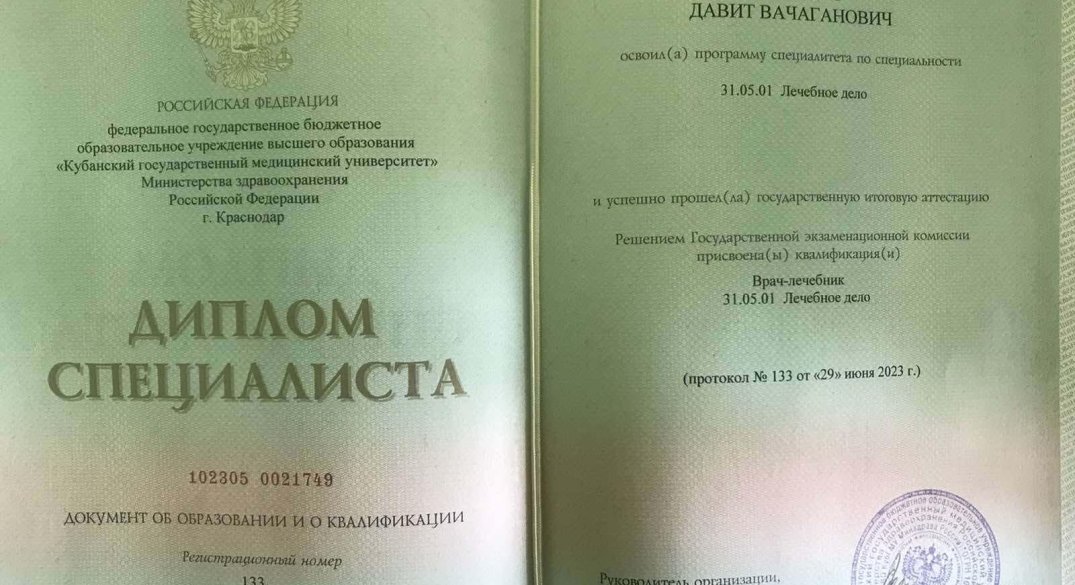 РОССИЙСКАЯ ФЕДЕРАЦИЯ
федеральное государственное бюджетное
образовательное учреждение высшего образования
«Кубанский государственный медицинский университет»
Министерства здравоохранения
Российской Федерации
г. Краснодар
ДИПЛОМ
СПЕЦИАЛИСТА
102305 0021749
ДОКУМЕНТ ОБ ОБРАЗОВАНИИ И О КВАЛИФИКАЦИИ
Регистрационный номер
133
ДАВИТ ВАЧАГАНОВИЧ
освоил(а) программу специалитета по специальности
31.05.01 Лечебное дело
и успешно прошел(ла) государственную итоговую аттестацию
Решением Государственной экзаменационной комиссии
присвоена(ы) квалификация(и)
Врач-лечебник
31.05.01 Лечебное дело
(протокол № 133 от «29» июня 2023 г.)
Руководитель организации,